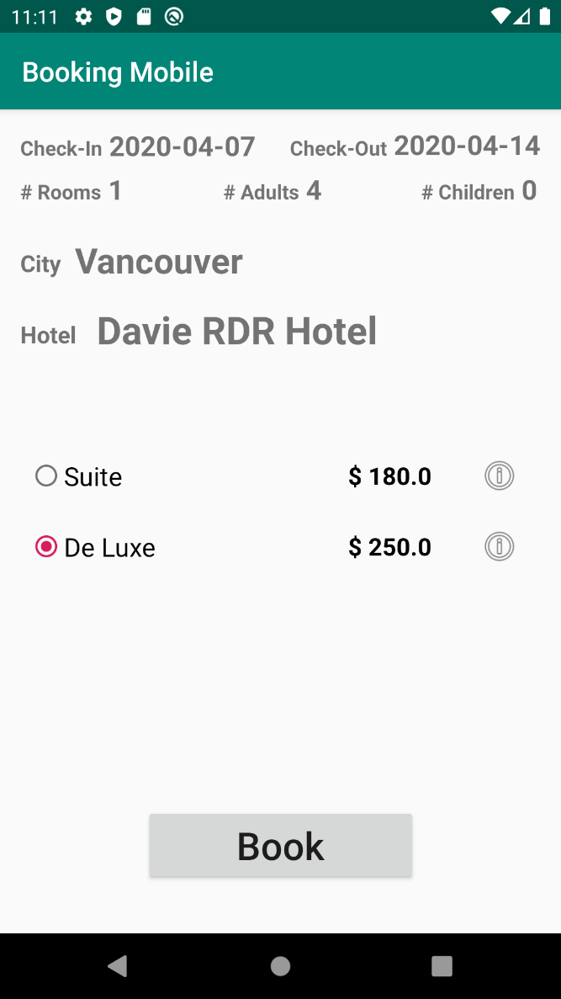 11:11
Booking Mobile
Check-In 2020-04-07 Check-Out 2020-04-14
# Rooms 1 # Adults 4 # Children 0
City Vancouver
Hotel Davie RDR Hotel
Suite $ 180.0
De Luxe $ 250.0
Book